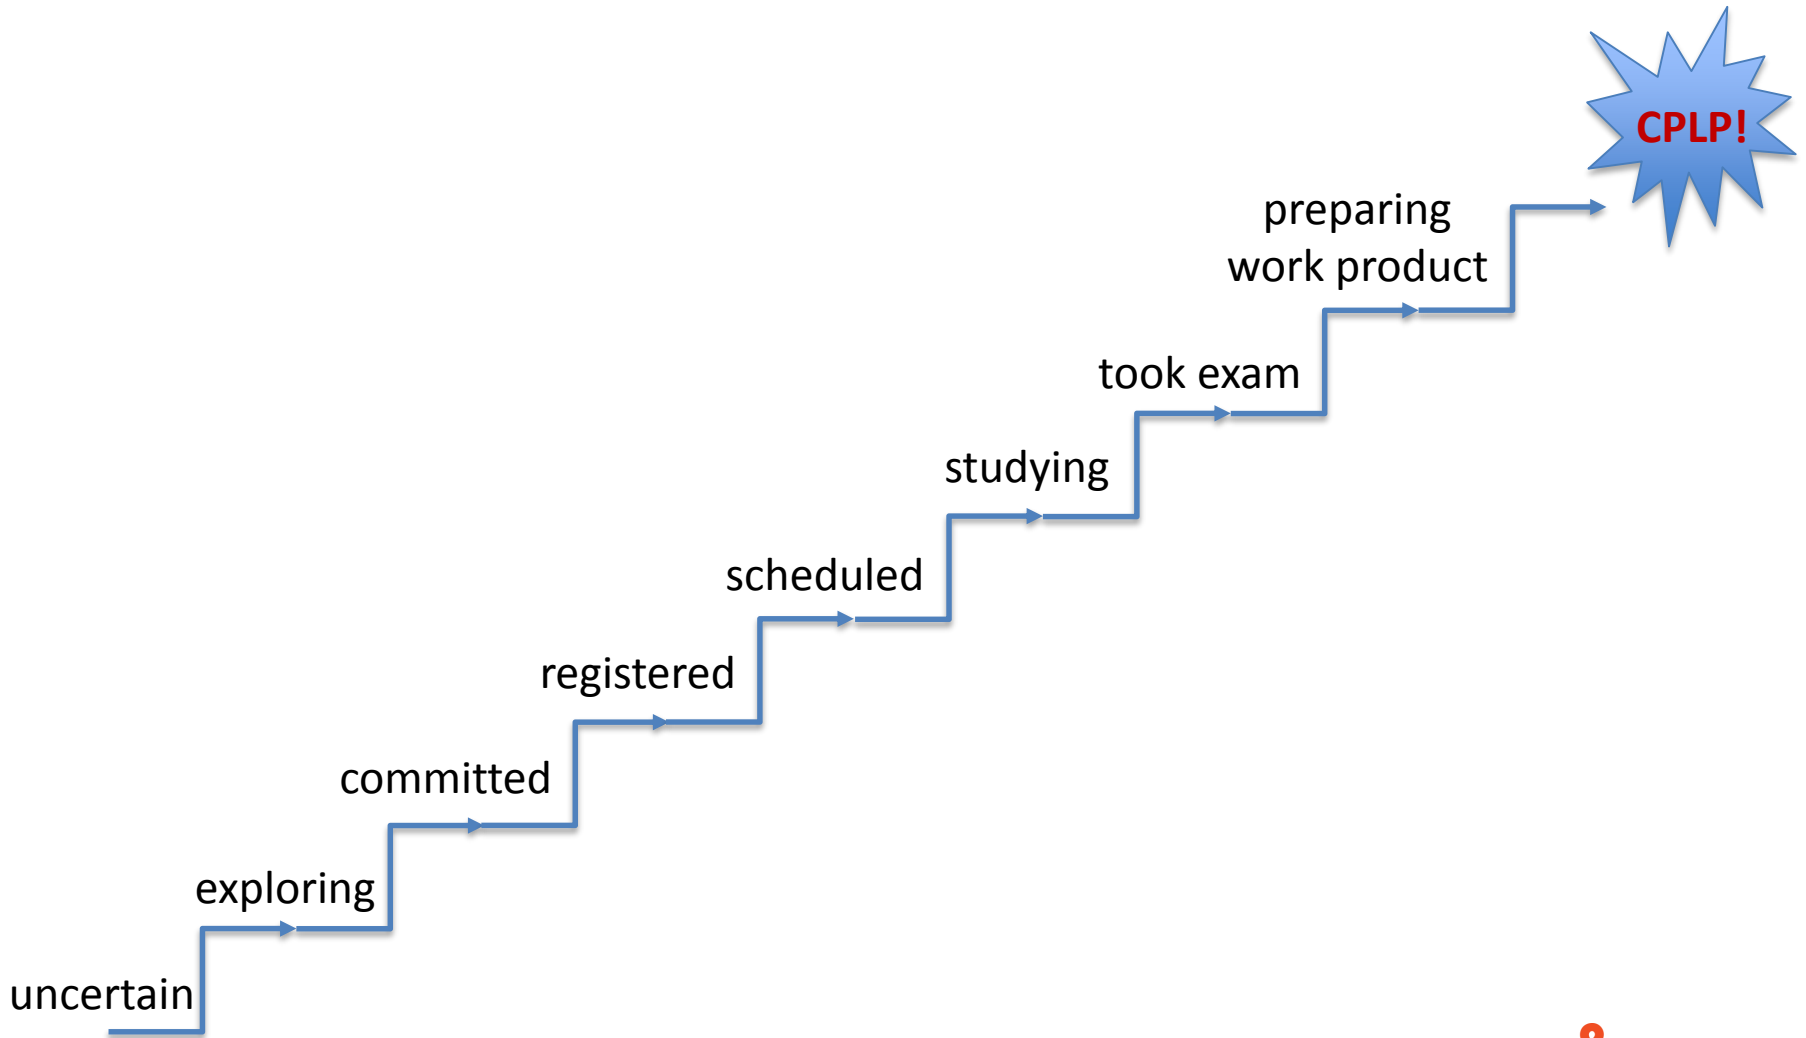 CPLP!
preparing
work product
took exam
studying
scheduled
registered
committed
exploring
uncertain